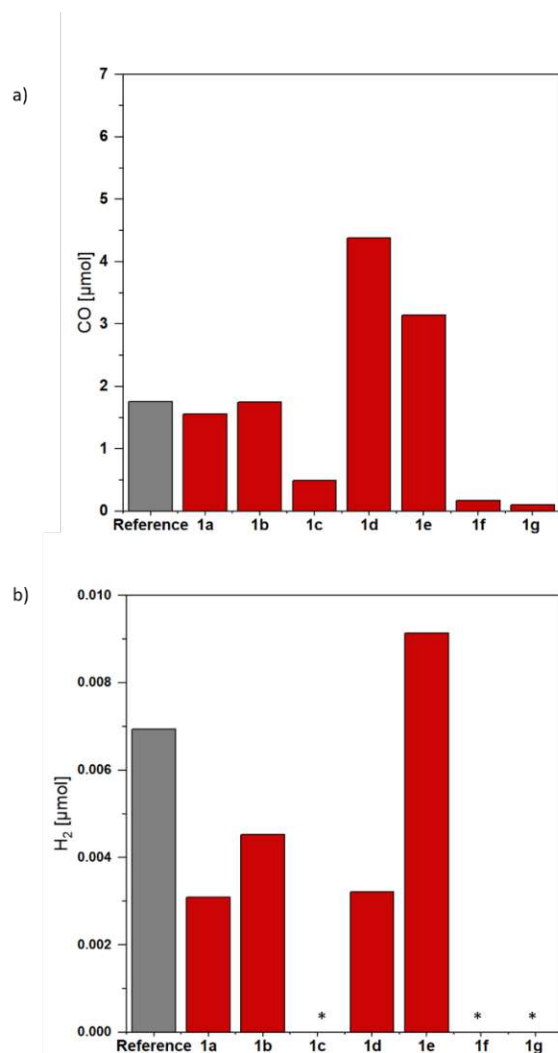 a)
7
6
5
4
3
2
1
0
CO [µmol]
Reference 1a 1b 1c 1d 1e 1f 1g
b)
0.010
0.008
0.006
0.004
0.002
0.000
H₂ [µmol]
* * *
Reference 1a 1b 1c 1d 1e 1f 1g